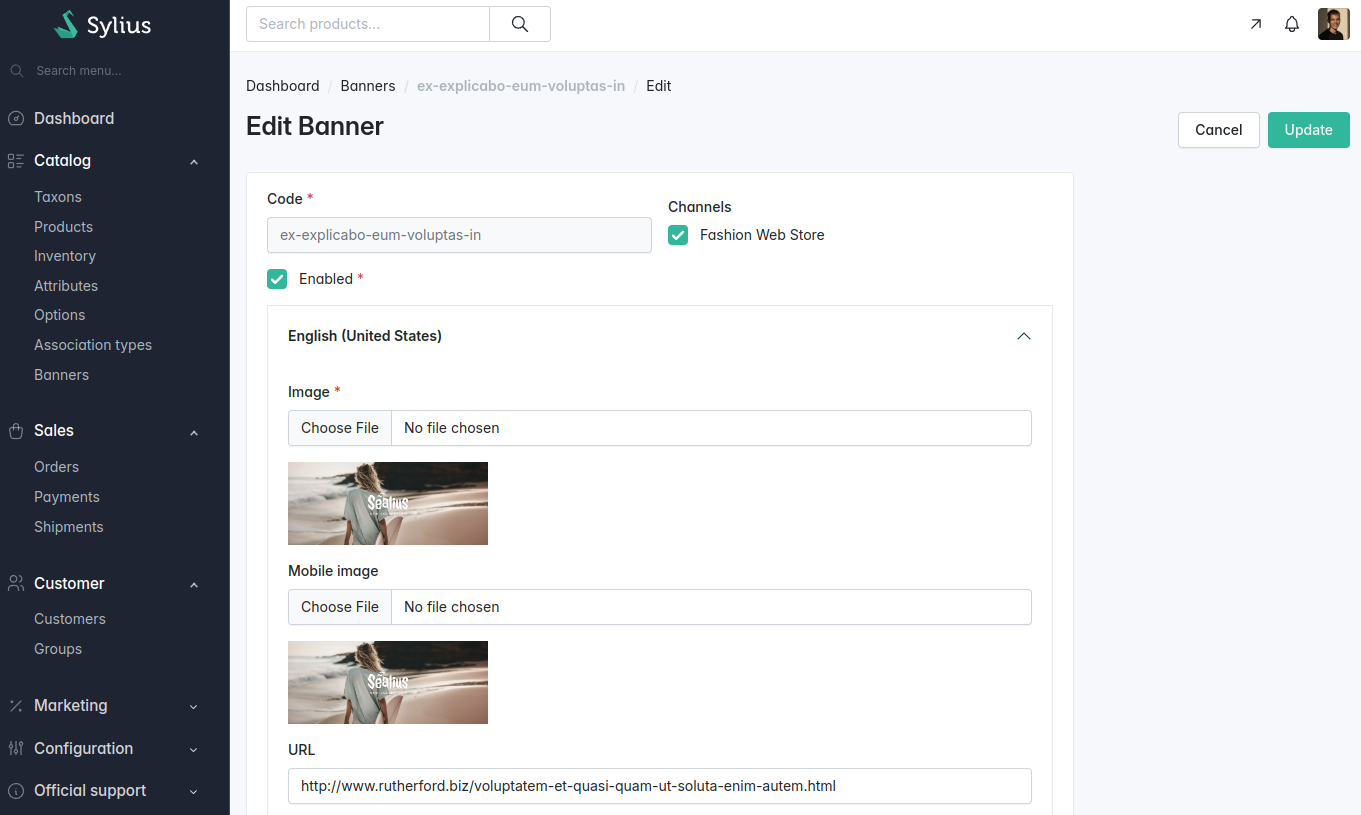 Sylius
Search products...
Search menu...
Dashboard
Catalog
Taxons
Products
Inventory
Attributes
Options
Association types
Banners
Sales
Orders
Payments
Shipments
Customer
Customers
Groups
Marketing
Configuration
Official support
Dashboard / Banners / ex-explicabo-eum-voluptas-in / Edit
Edit Banner
Cancel
Update
Code *
ex-explicabo-eum-voluptas-in
Channels
Fashion Web Store
Enabled *
English (United States)
Image *
Choose File No file chosen
Seatius
Mobile image
Choose File No file chosen
Seatius
URL
http://www.rutherford.biz/voluptatem-et-quasi-quam-ut-soluta-enim-autem.html